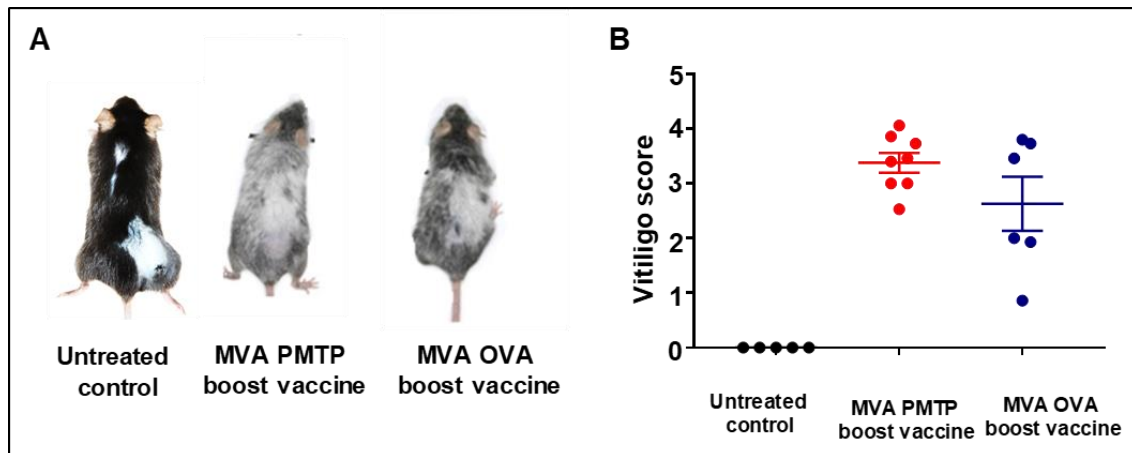 A
Untreated
control
MVA PMTP
boost vaccine
MVA OVA
boost vaccine
B
Vitiligo score
5
4
3
2
1
0
Untreated
control
MVA PMTP
boost vaccine
MVA OVA
boost vaccine